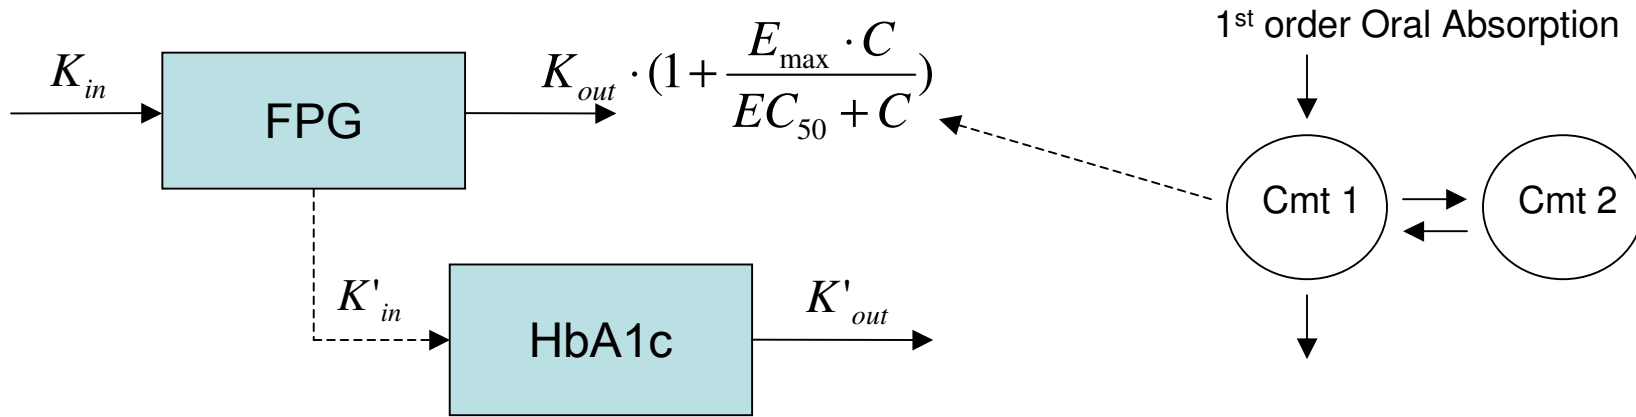 1st order Oral Absorption
K_in
FPG
K_out · (1 + E_max · C / (EC_50 + C))
Cmt 1
Cmt 2
K'_in
HbA1c
K'_out